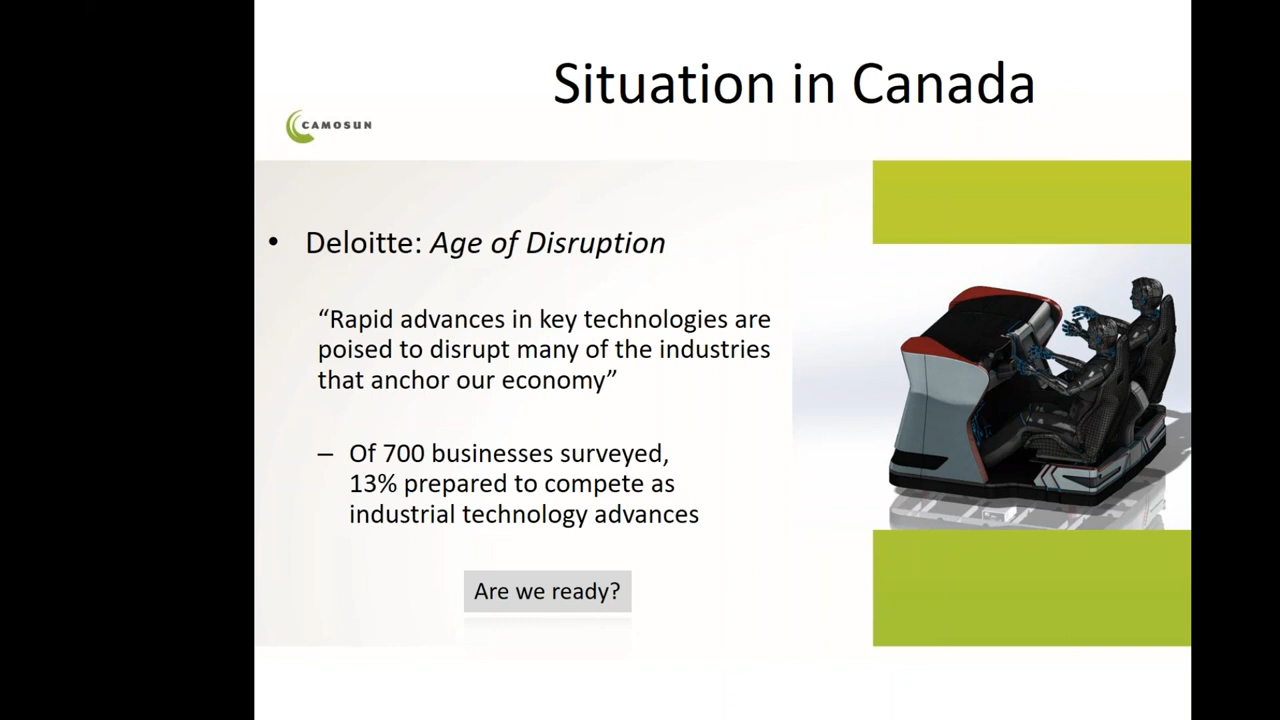 Situation in Canada
CAMOSUN
• Deloitte: Age of Disruption
“Rapid advances in key technologies are
poised to disrupt many of the industries
that anchor our economy”
– Of 700 businesses surveyed,
13% prepared to compete as
industrial technology advances
Are we ready?